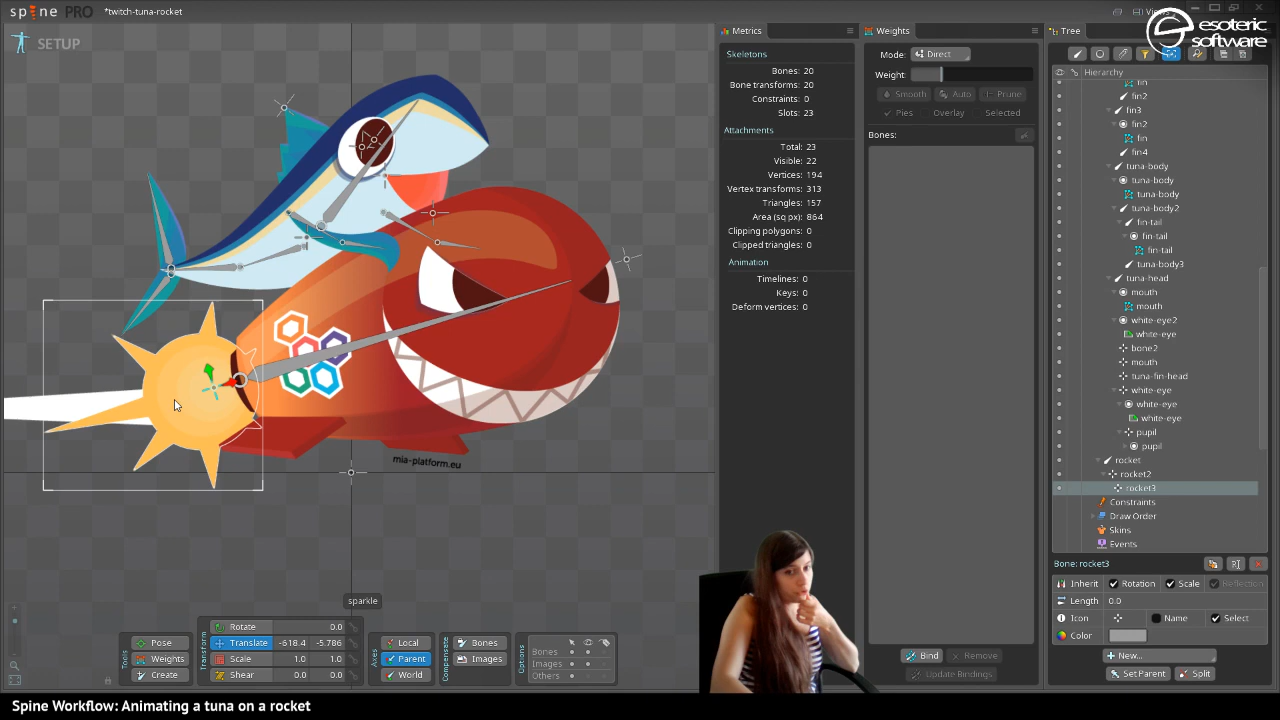 spine PRO
*twitch-tuna-rocket
Views
esoteric
software
SETUP
Metrics
Weights
Tree
Skeletons
Bones: 20
Bone transforms: 20
Constraints: 0
Slots: 23
Attachments
Total: 23
Visible: 22
Vertices: 194
Vertex transforms: 313
Triangles: 157
Area (sq px): 864
Clipping polygons: 0
Clipped triangles: 0
Animation
Timelines: 0
Keys: 0
Deform vertices: 0
Mode: Direct
Weight:
Smooth Auto Prune
Pies Overlay Selected
Bones:
Bind Remove
Update Bindings
Hierarchy
fin
fin2
fin3
fin2
fin
fin4
tuna-body
tuna-body
tuna-body
tuna-body2
fin-tail
fin-tail
fin-tail
tuna-body3
tuna-head
mouth
mouth
white-eye2
white-eye
bone2
mouth
tuna-fin-head
white-eye
white-eye
white-eye
pupil
pupil
rocket
rocket2
rocket3
Constraints
Draw Order
Skins
Events
Bone: rocket3
Inherit Rotation Scale Reflection
Length 0.0
Icon Name Select
Color
New...
Set Parent Split
mia-platform.eu
sparkle
Tools
Pose
Weights
Create
Transform
Rotate 0.0
Translate -618.4 -5.786
Scale 1.0 1.0
Shear 0.0 0.0
Axes
Local
Parent
World
Compensate
Bones
Images
Options
Bones
Images
Others
Spine Workflow: Animating a tuna on a rocket